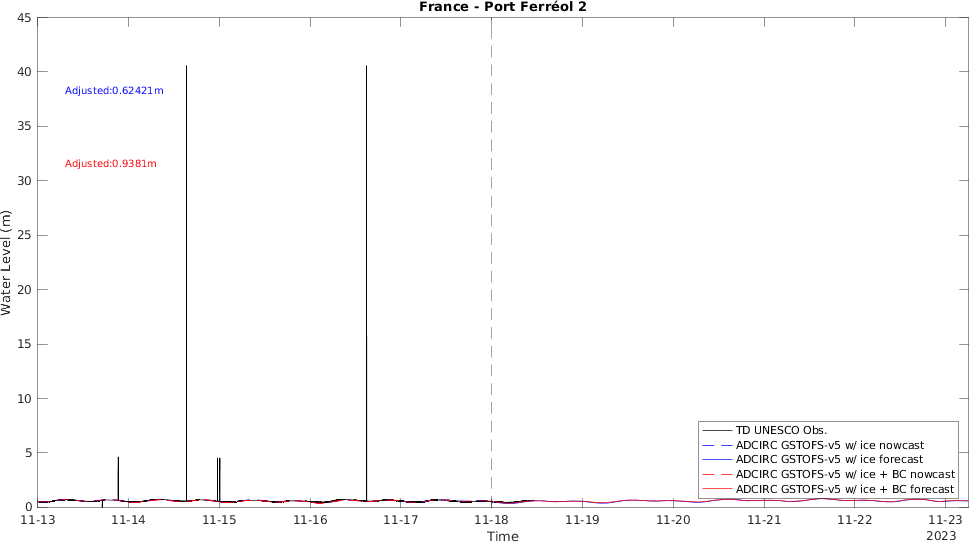 France - Port Ferréol 2
45
40
35
30
25
20
15
10
5
0
Water Level (m)
Adjusted:0.62421m
Adjusted:0.9381m
TD UNESCO Obs.
ADCIRC GSTOFS-v5 w/ ice nowcast
ADCIRC GSTOFS-v5 w/ ice forecast
ADCIRC GSTOFS-v5 w/ ice + BC nowcast
ADCIRC GSTOFS-v5 w/ ice + BC forecast
11-13 11-14 11-15 11-16 11-17 11-18 11-19 11-20 11-21 11-22 11-23
2023
Time